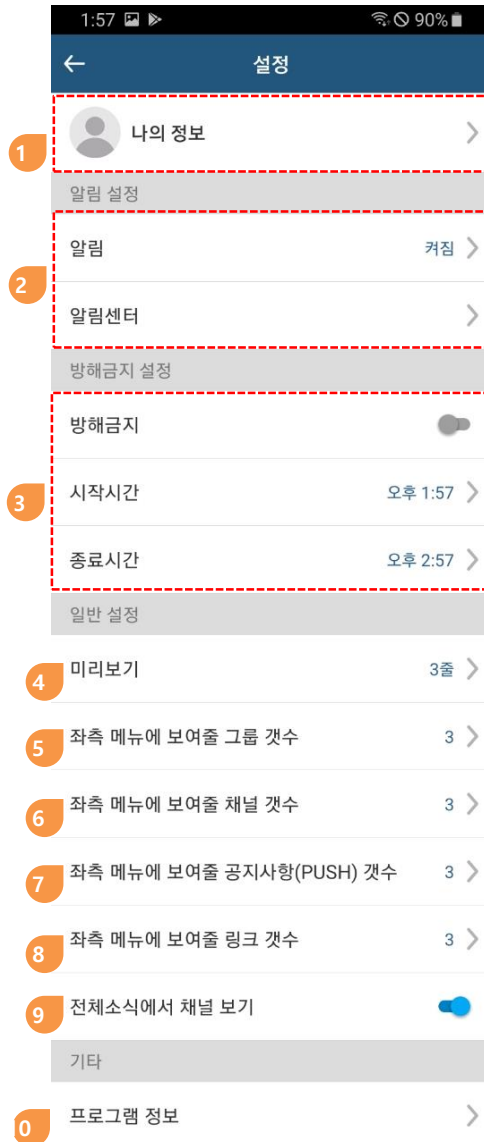 1:57 90%
설정
1 나의 정보
알림 설정
알림 켜짐
2
알림센터
방해금지 설정
방해금지
3 시작시간 오후 1:57
종료시간 오후 2:57
일반 설정
4 미리보기 3줄
5 좌측 메뉴에 보여줄 그룹 갯수 3
6 좌측 메뉴에 보여줄 채널 갯수 3
7 좌측 메뉴에 보여줄 공지사항(PUSH) 갯수 3
8 좌측 메뉴에 보여줄 링크 갯수 3
9 전체소식에서 채널 보기
기타
0 프로그램 정보